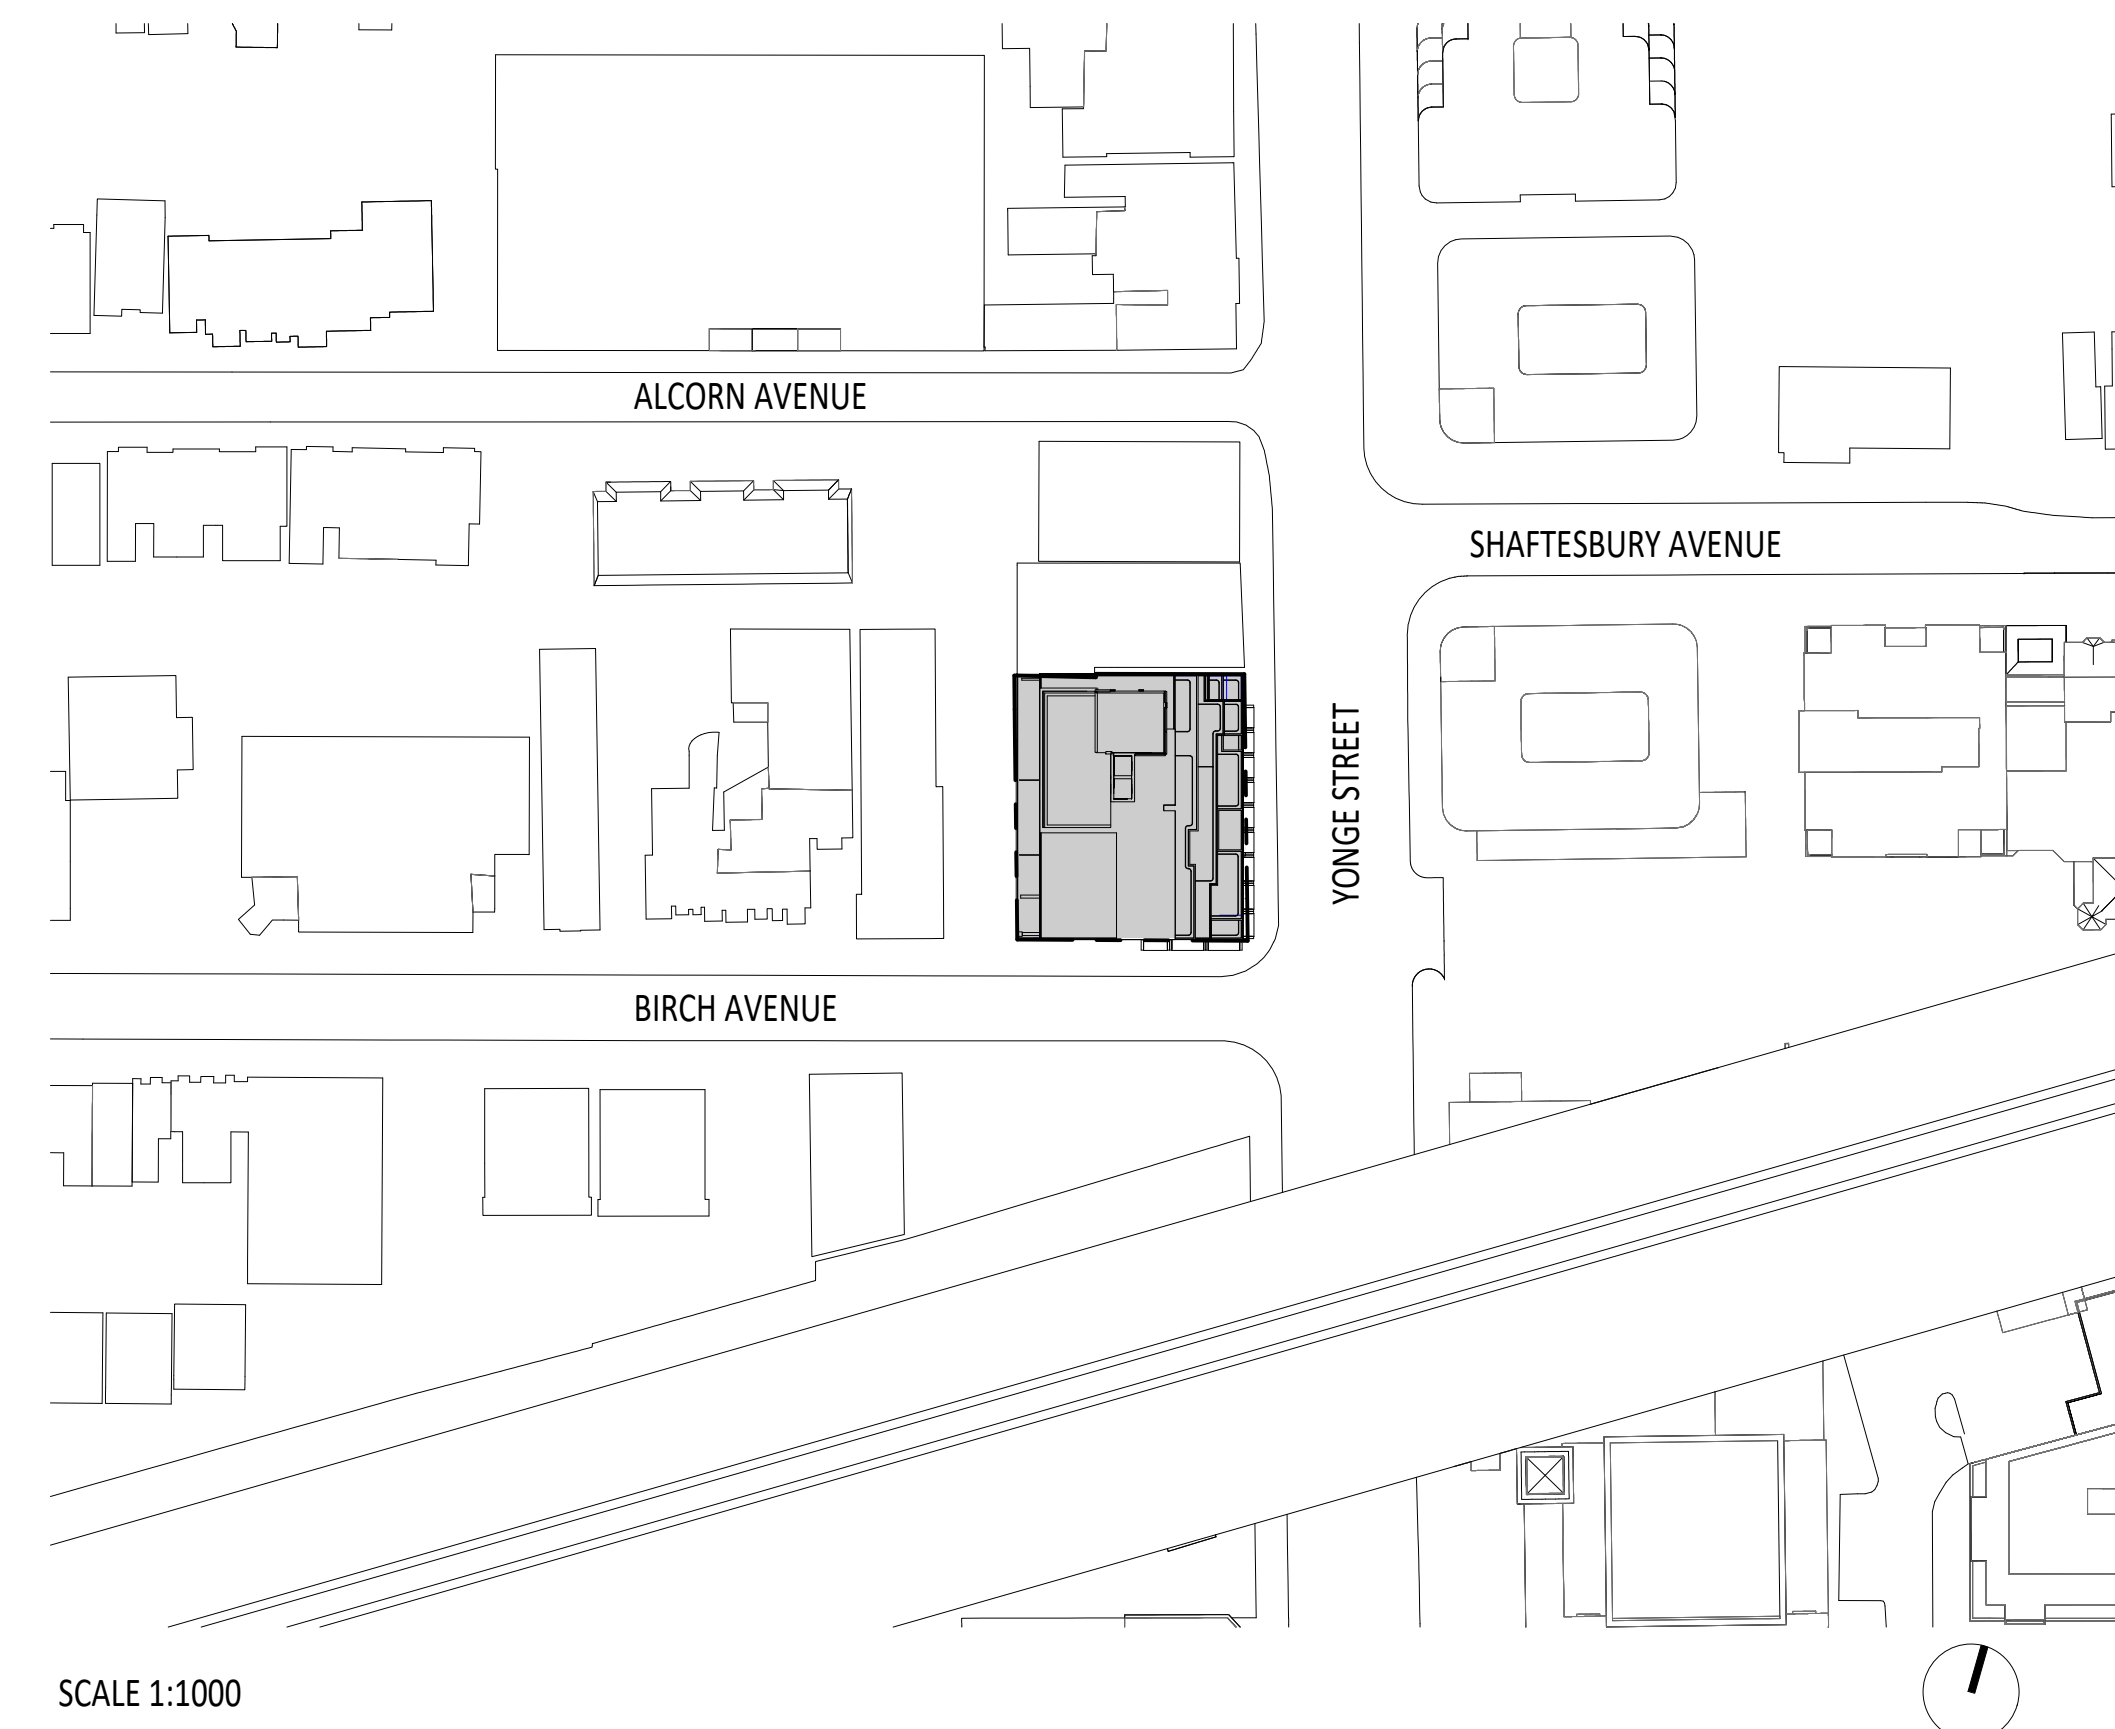 ALCORN AVENUE
SHAFTESBURY AVENUE
YONGE STREET
BIRCH AVENUE
SCALE 1:1000